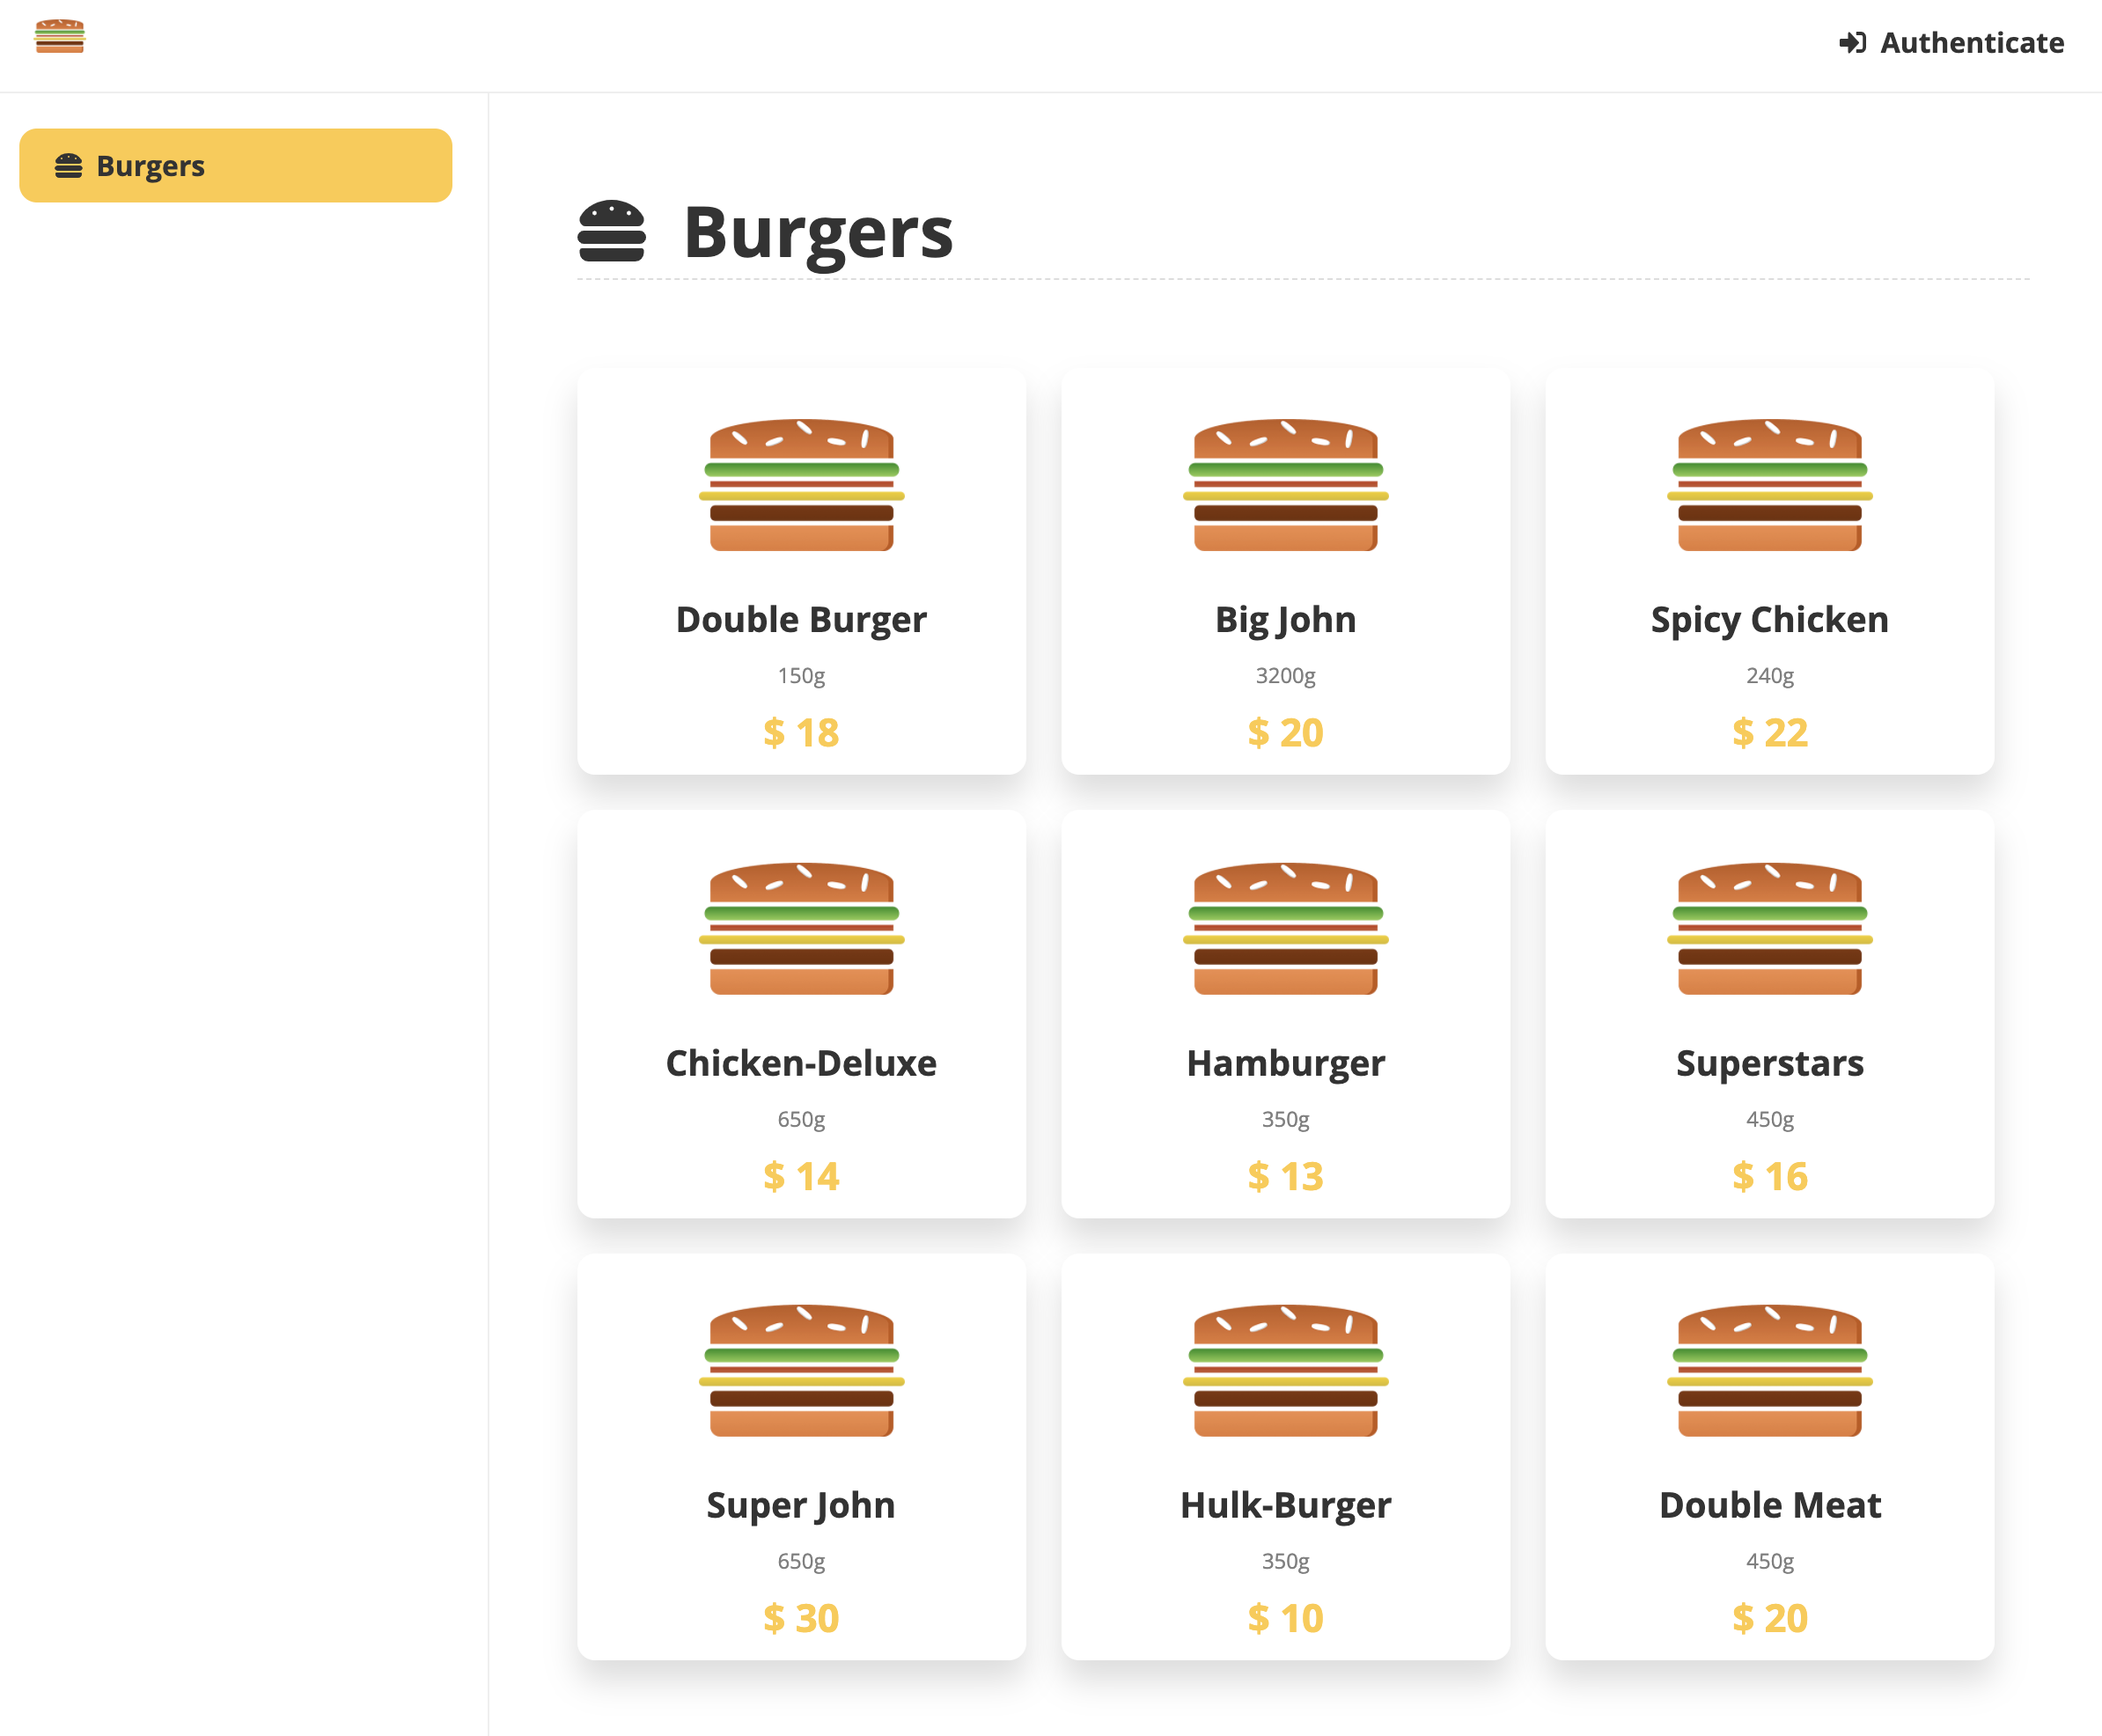 Authenticate
Burgers
Burgers
Double Burger
150g
$ 18
Big John
3200g
$ 20
Spicy Chicken
240g
$ 22
Chicken-Deluxe
650g
$ 14
Hamburger
350g
$ 13
Superstars
450g
$ 16
Super John
650g
$ 30
Hulk-Burger
350g
$ 10
Double Meat
450g
$ 20